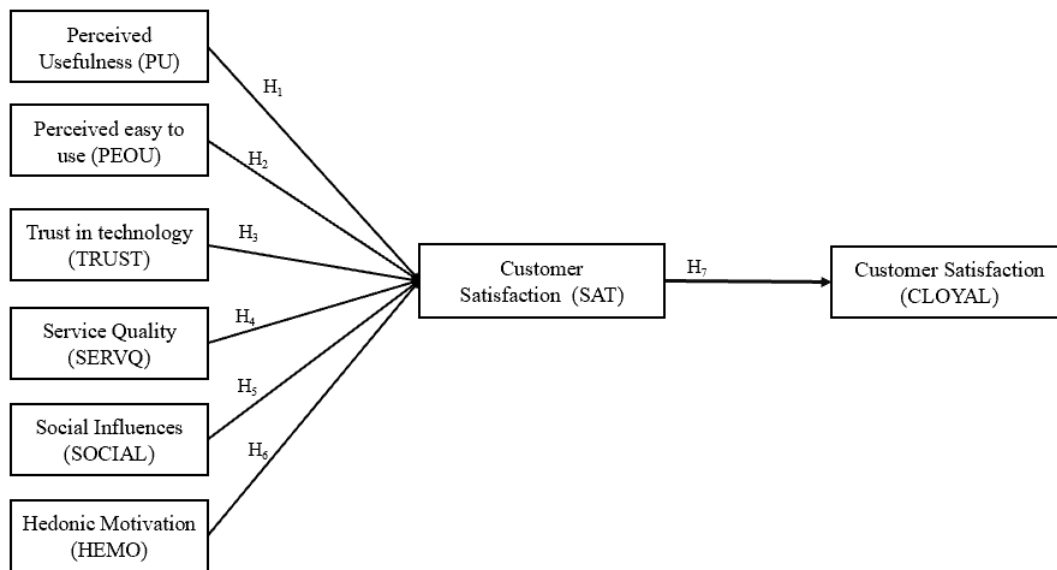 Perceived
Usefulness (PU)
H₁
Perceived easy to
use (PEOU)
H₂
Trust in technology
(TRUST)
H₃
Service Quality
(SERVQ)
H₄
Social Influences
(SOCIAL)
H₅
Hedonic Motivation
(HEMO)
H₆
Customer
Satisfaction (SAT)
H₇
Customer Satisfaction
(CLOYAL)